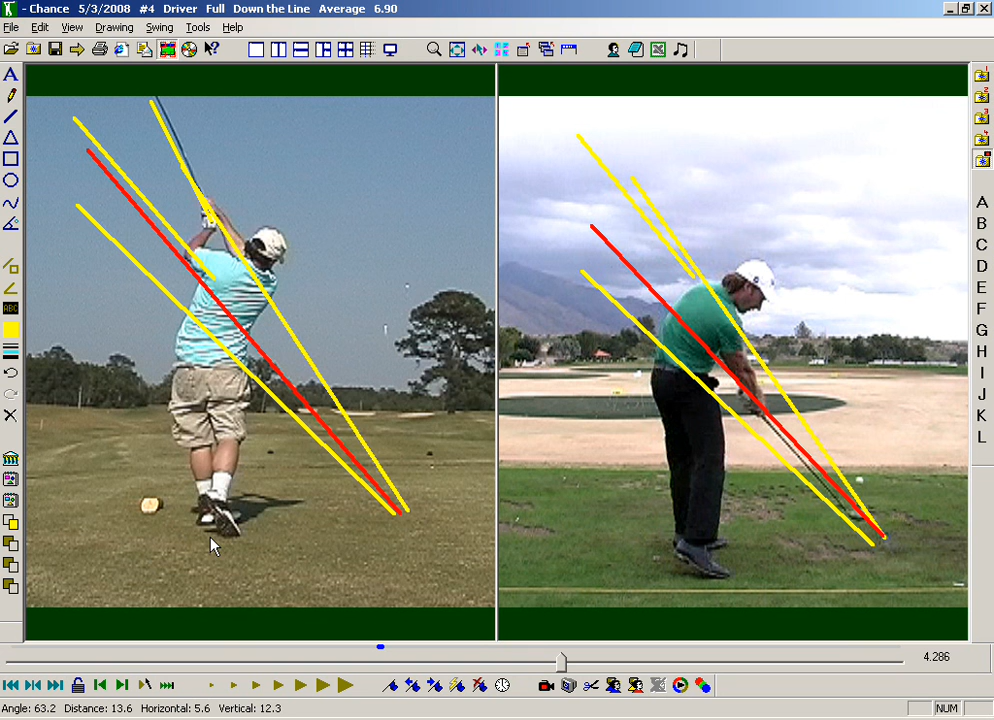 - Chance 5/3/2008 #4 Driver Full Down the Line Average 6.90
File Edit View Drawing Swing Tools Help
A
ABC
A
B
C
D
E
F
G
H
I
J
K
L
4.286
Angle: 63.2 Distance: 13.6 Horizontal: 5.6 Vertical: 12.3
NUM